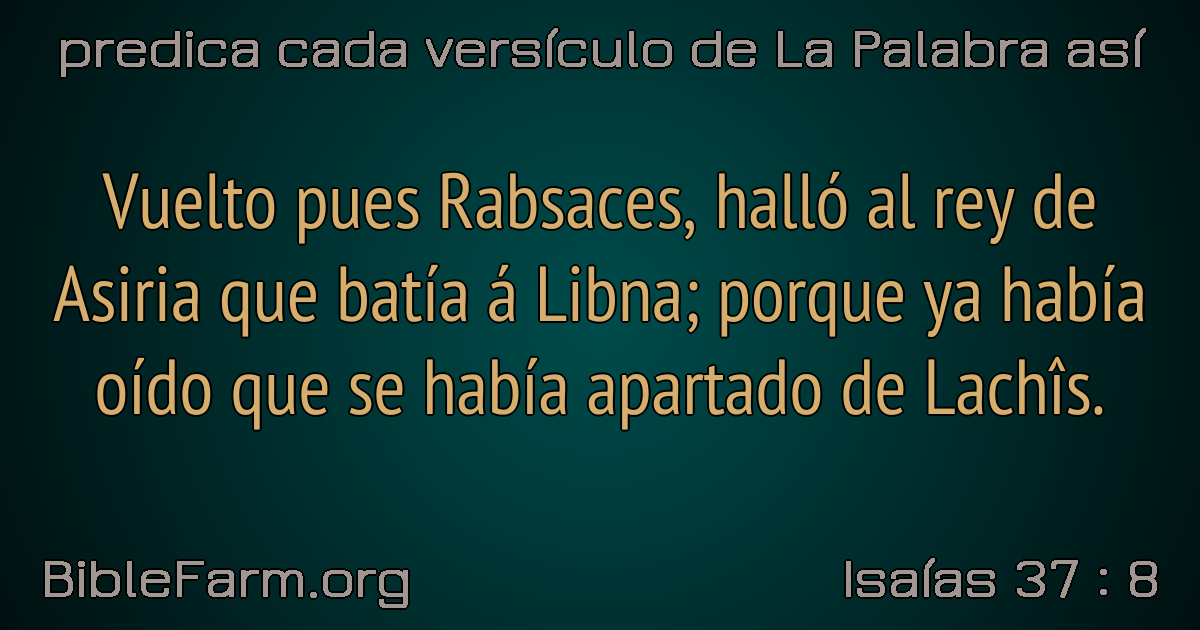 predica cada versículo de La Palabra así
Vuelto pues Rabsaces, halló al rey de
Asiria que batía á Libna; porque ya había
oído que se había apartado de Lachîs.
BibleFarm.org
Isaías 37 : 8